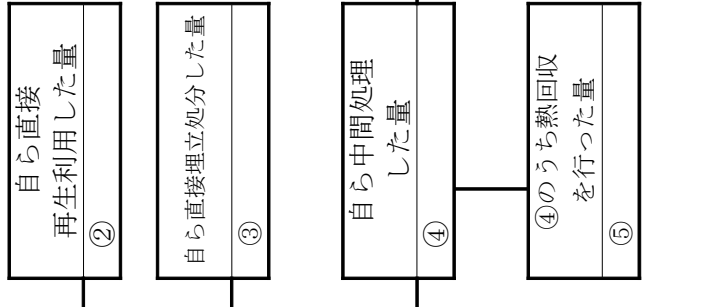 自ら直接
再生利用した量
②
自ら直接埋立処分した量
③
自ら中間処理
した量
④
④のうち熱回収
を行った量
⑤